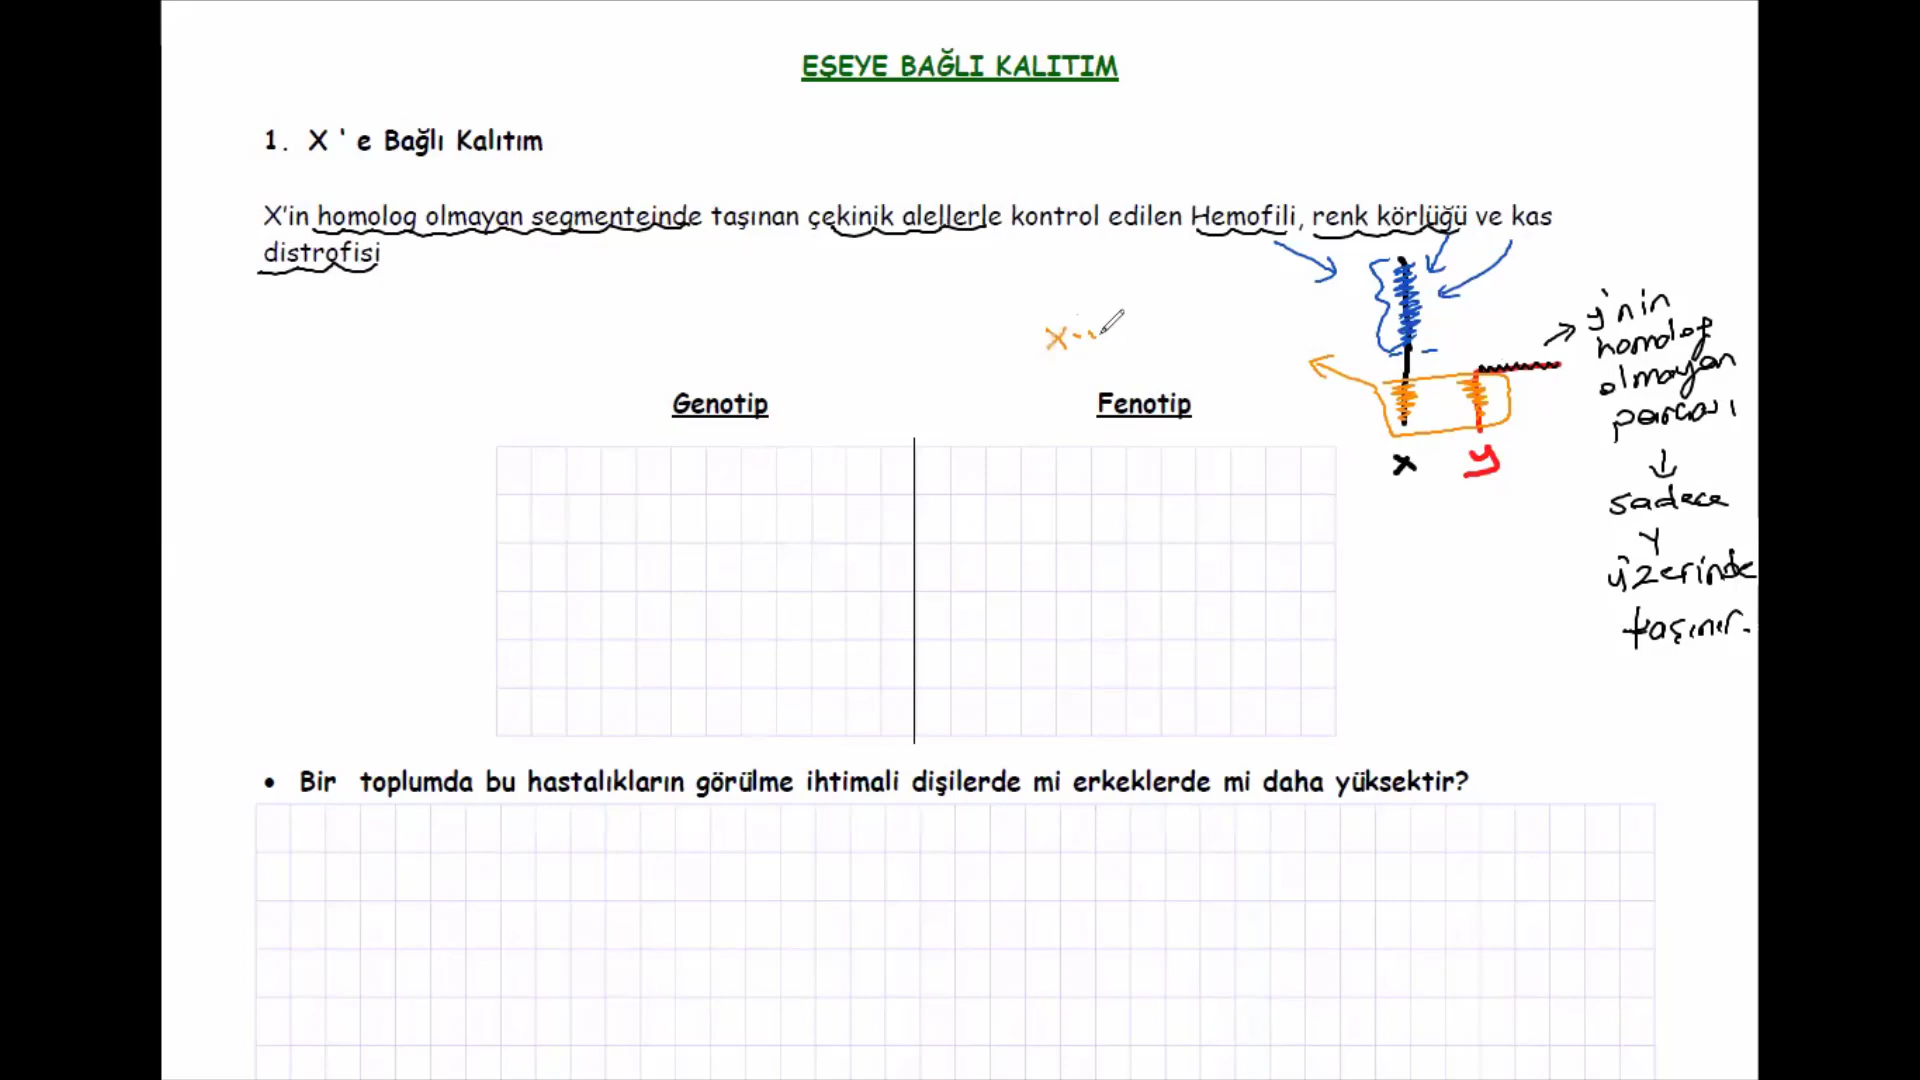 EŞEYE BAĞLI KALITIM
1. X ' e Bağlı Kalıtım
X'in homolog olmayan segmenteinde taşınan çekinik alellerle kontrol edilen Hemofili, renk körlüğü ve kas
distrofisi
X
y'nin
homolog
olmayan
parçası
Genotip
Fenotip
x y
sadece
Y
üzerinde
taşınır.
• Bir toplumda bu hastalıkların görülme ihtimali dişilerde mi erkeklerde mi daha yüksektir?